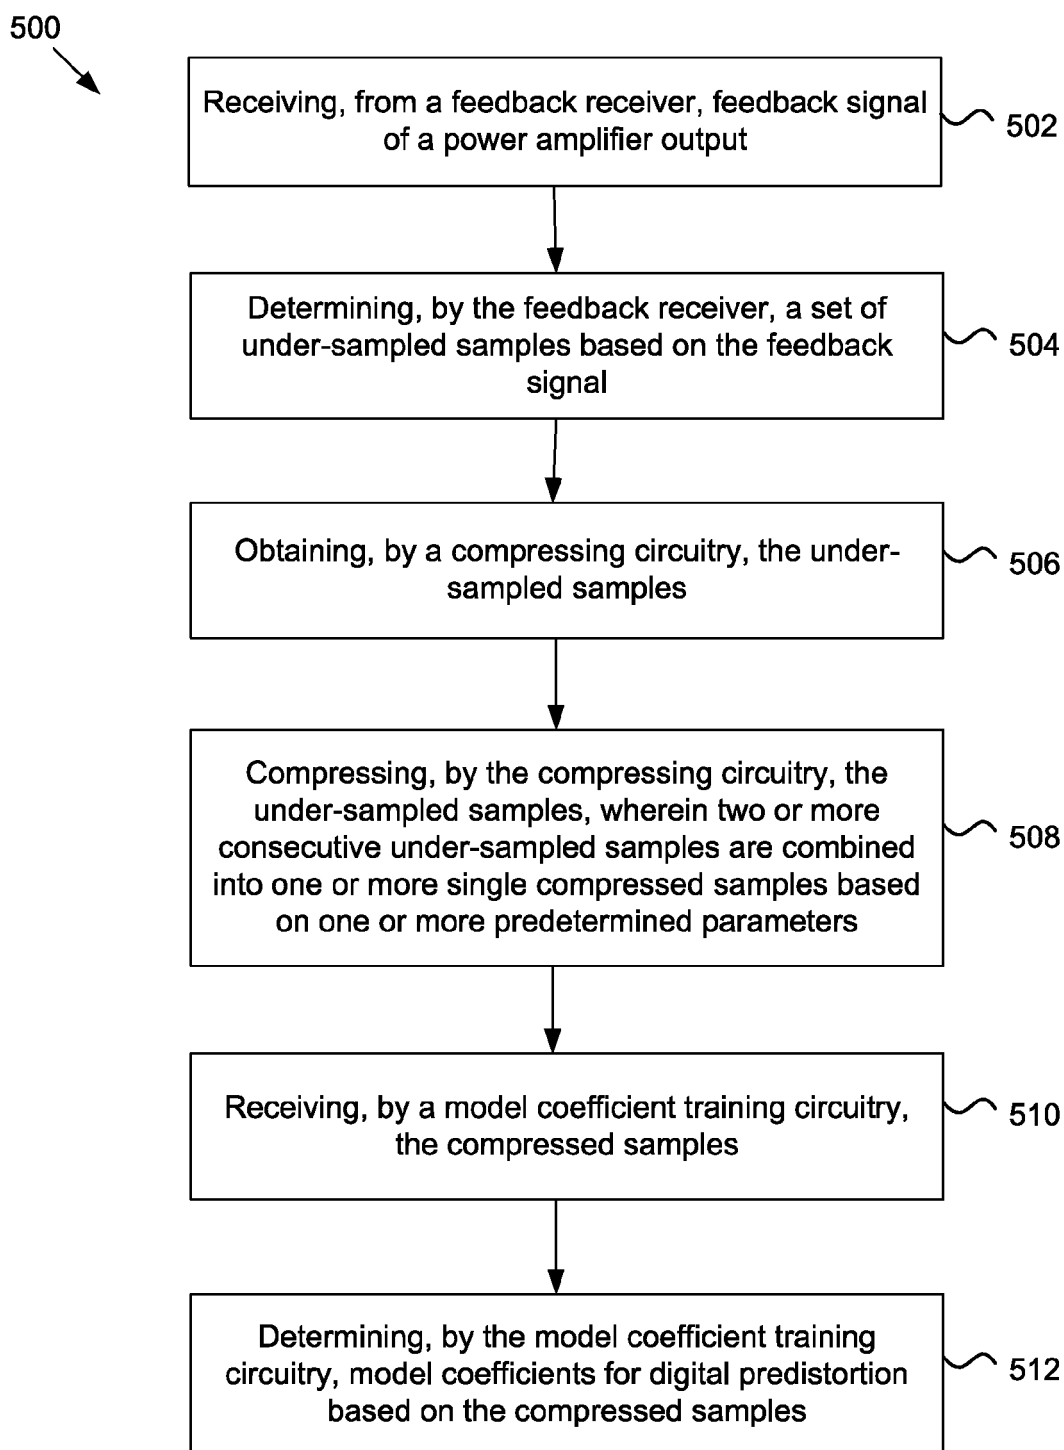 500
Receiving, from a feedback receiver, feedback signal
of a power amplifier output
502
Determining, by the feedback receiver, a set of
under-sampled samples based on the feedback
signal
504
Obtaining, by a compressing circuitry, the under-
sampled samples
506
Compressing, by the compressing circuitry, the
under-sampled samples, wherein two or more
consecutive under-sampled samples are combined
into one or more single compressed samples based
on one or more predetermined parameters
508
Receiving, by a model coefficient training circuitry,
the compressed samples
510
Determining, by the model coefficient training
circuitry, model coefficients for digital predistortion
based on the compressed samples
512